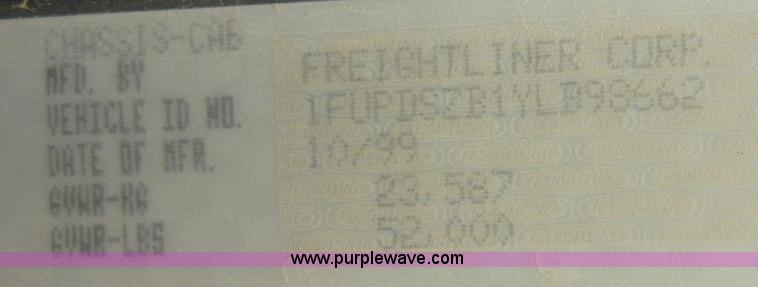 CHASSIS-CAB
MFD. BY FREIGHTLINER CORP.
VEHICLE ID NO. 1FUPDSZB1YLB98662
DATE OF MFR. 10/99
GVWR-KG 23,587
GVWR-LBS 52,000
www.purplewave.com